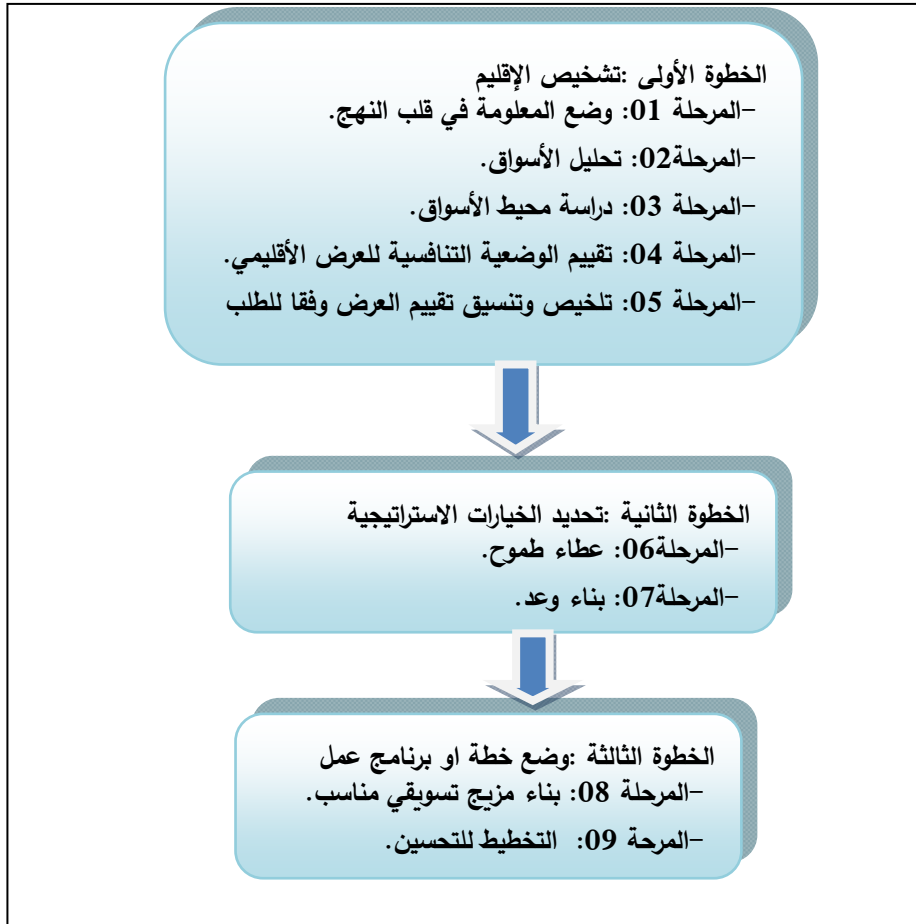 الخطوة الأولى :تشخيص الإقليم
-المرحلة 01: وضع المعلومة في قلب النهج.
-المرحلة02: تحليل الأسواق.
-المرحلة 03: دراسة محيط الأسواق.
-المرحلة 04: تقييم الوضعية التنافسية للعرض الأقليمي.
-المرحلة 05: تلخيص وتنسيق تقييم العرض وفقا للطلب
الخطوة الثانية :تحديد الخيارات الاستراتيجية
-المرحلة06: عطاء طموح.
-المرحلة07: بناء وعد.
الخطوة الثالثة :وضع خطة او برنامج عمل
-المرحلة 08: بناء مزيج تسويقي مناسب.
-المرحة 09: التخطيط للتحسين.